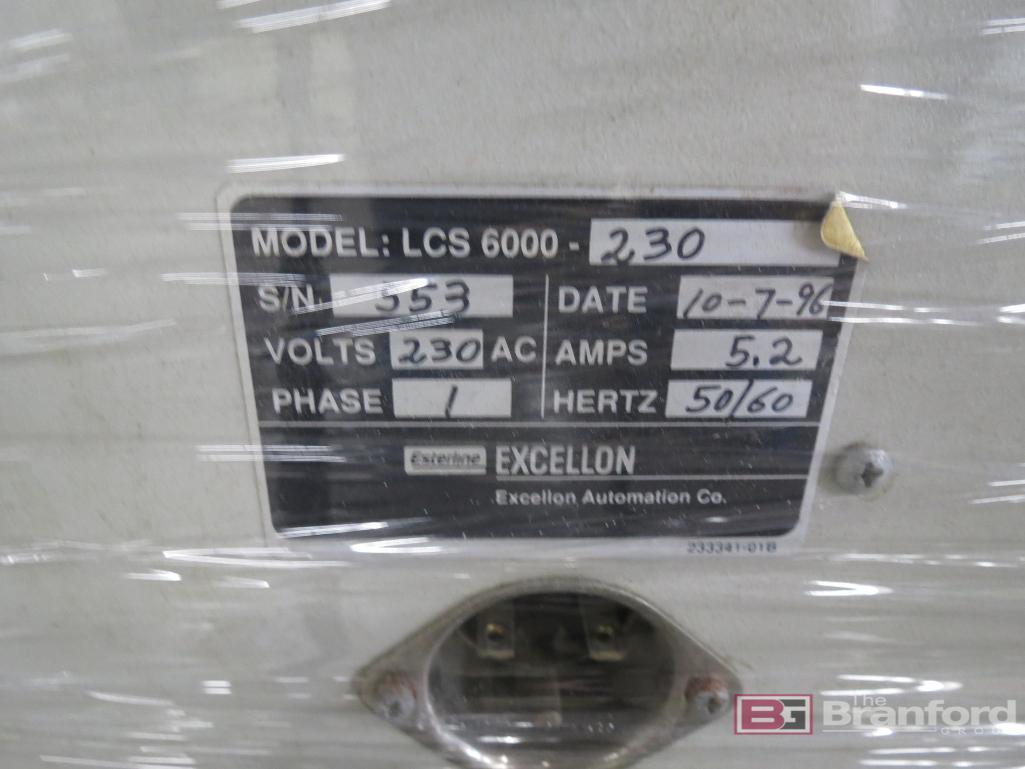 MODEL: LCS 6000 - 230
S/N 553 DATE 10-7-96
VOLTS 230 AC AMPS 5.2
PHASE 1 HERTZ 50/60
Esterline EXCELLON
Excellon Automation Co.
233341-01B
BG The Branford GROUP